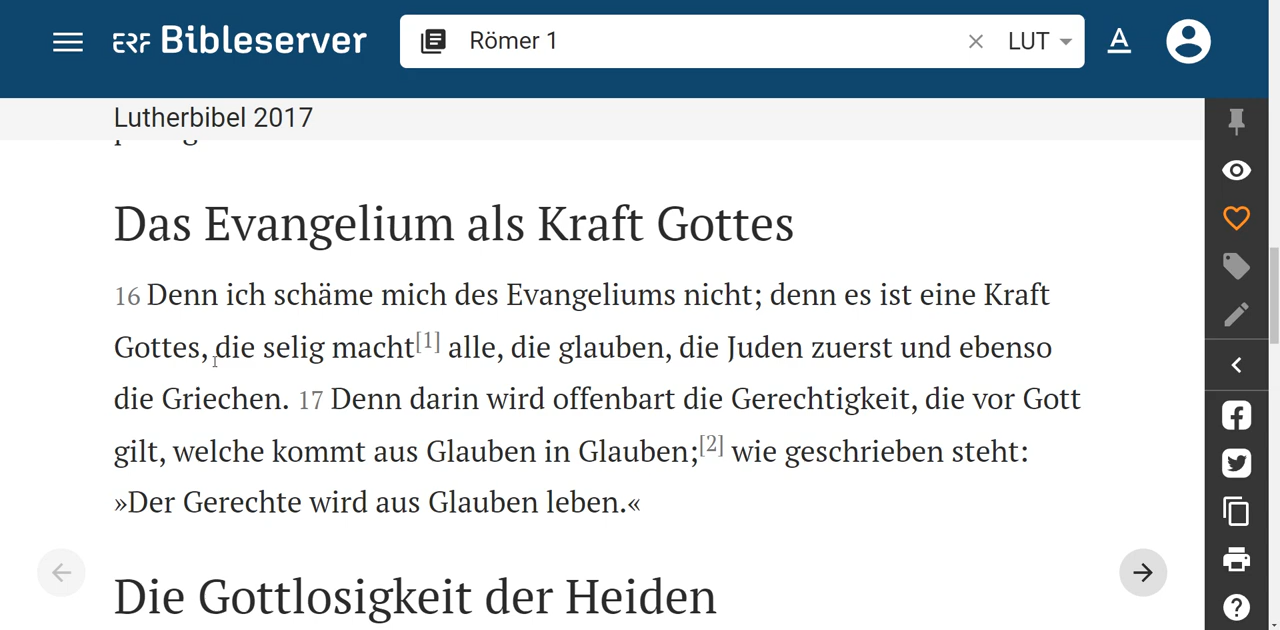 ERF Bibleserver
Römer 1
LUT
A
Lutherbibel 2017
Das Evangelium als Kraft Gottes
16 Denn ich schäme mich des Evangeliums nicht; denn es ist eine Kraft
Gottes, die selig macht[1] alle, die glauben, die Juden zuerst und ebenso
die Griechen. 17 Denn darin wird offenbart die Gerechtigkeit, die vor Gott
gilt, welche kommt aus Glauben in Glauben;[2] wie geschrieben steht:
»Der Gerechte wird aus Glauben leben.«
Die Gottlosigkeit der Heiden